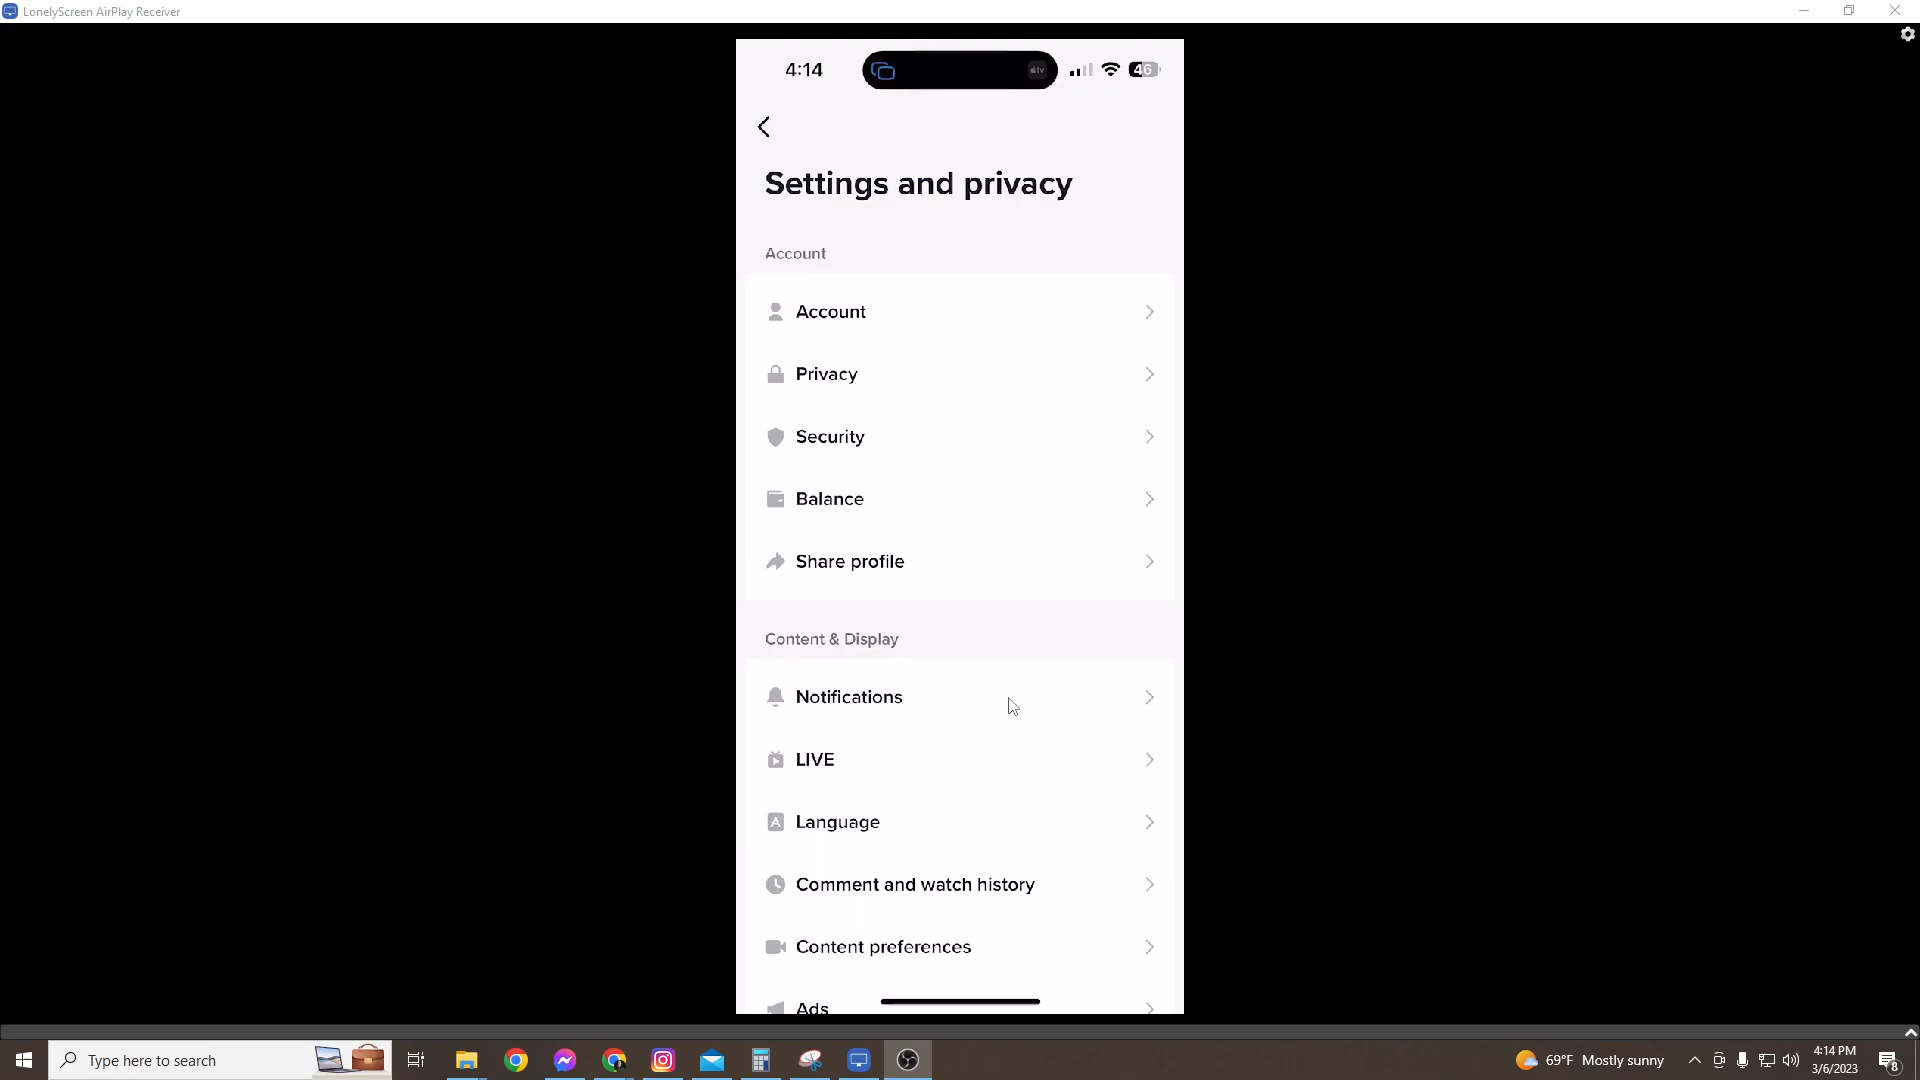 LonelyScreen AirPlay Receiver
4:14
tv
46
Settings and privacy
Account
Account
Privacy
Security
Balance
Share profile
Content & Display
Notifications
LIVE
A Language
Comment and watch history
Content preferences
Ads
Type here to search
69°F Mostly sunny
4:14 PM
3/6/2023
8